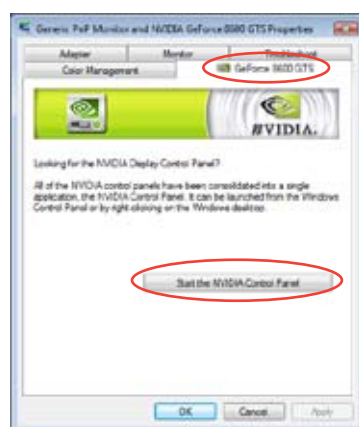 Generic PnP Monitor and NVIDIA GeForce 8600 GTS Properties
Adapter Monitor Troubleshoot
Color Management GeForce 8600 GTS
NVIDIA.
Looking for the NVIDIA Display Control Panel?
All of the NVIDIA control panels have been consolidated into a single
application, the NVIDIA Control Panel. It can be launched from the Windows
Control Panel or by right clicking on the Windows desktop.
Start the NVIDIA Control Panel
OK Cancel Apply